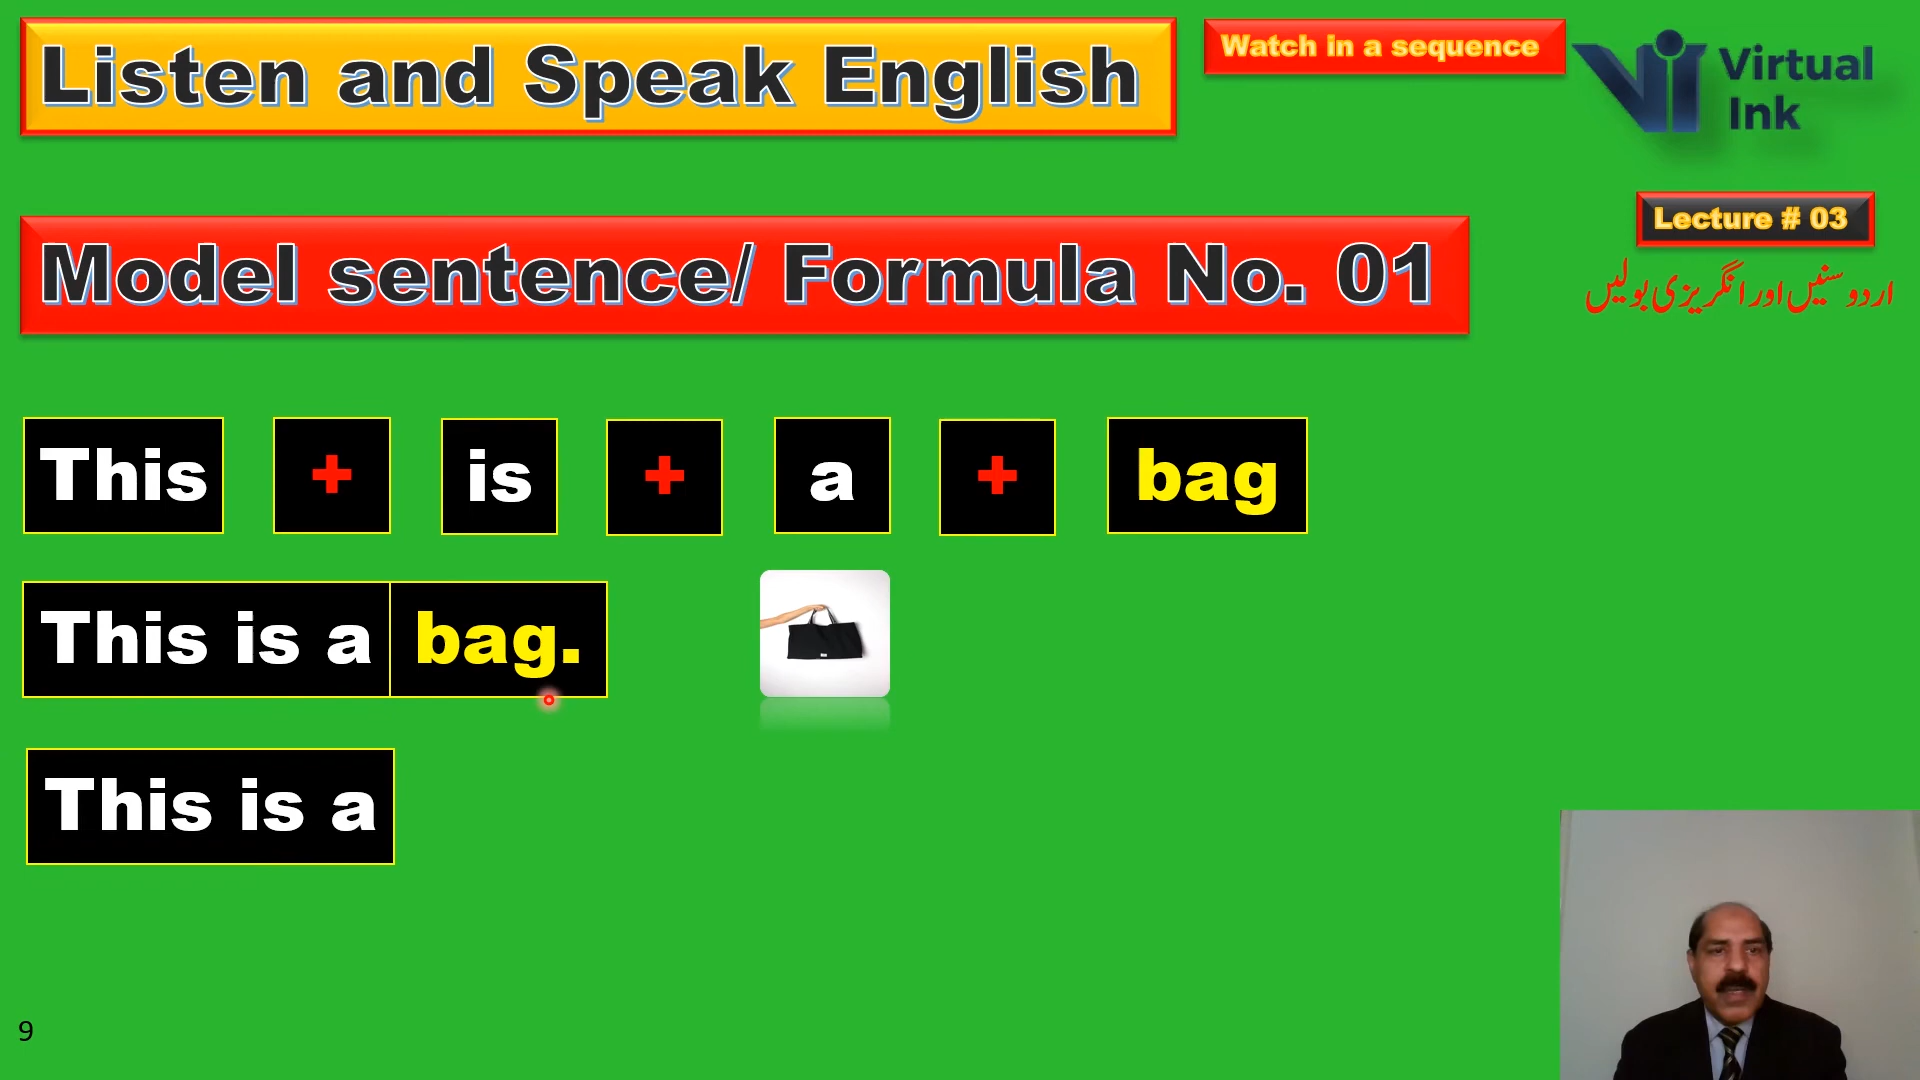 Listen and Speak English
Watch in a sequence
Virtual
Ink
Lecture # 03
Model sentence/ Formula No. 01
اردو سنیں اور انگریزی بولیں
This + is + a + bag
This is a bag.
This is a
9